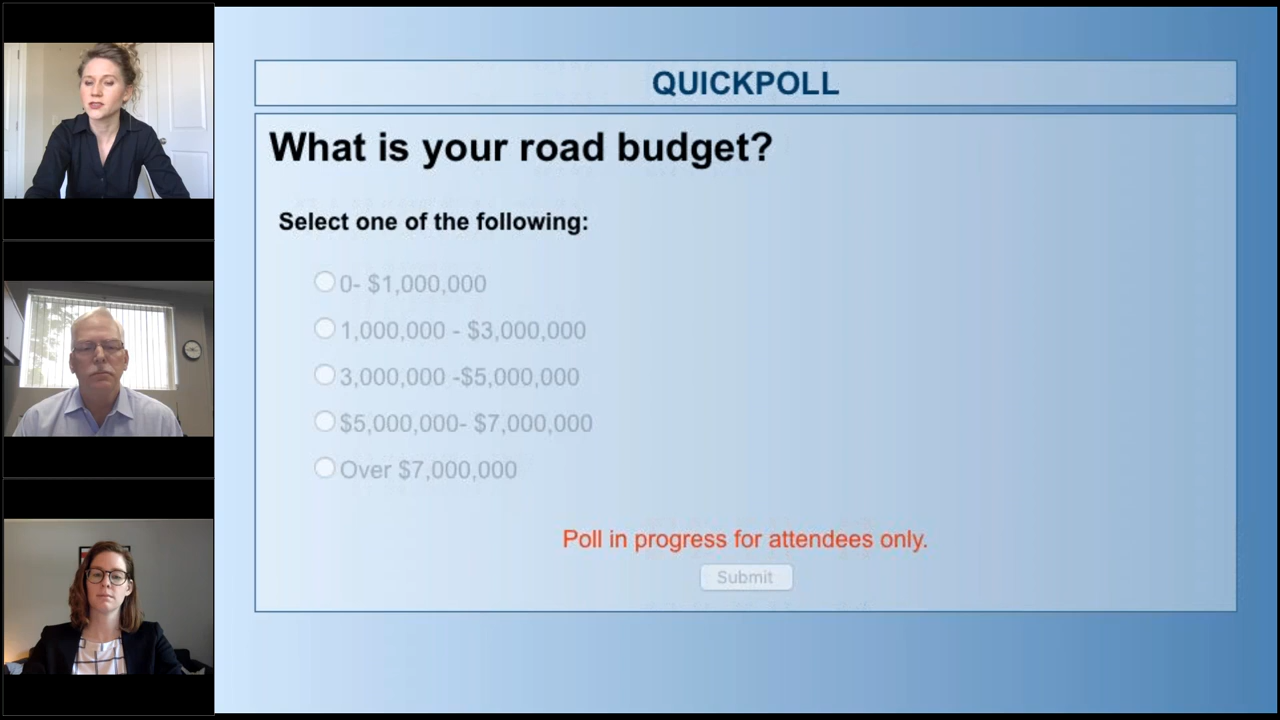 QUICKPOLL
What is your road budget?
Select one of the following:
0- $1,000,000
1,000,000 - $3,000,000
3,000,000 -$5,000,000
$5,000,000- $7,000,000
Over $7,000,000
Poll in progress for attendees only.
Submit